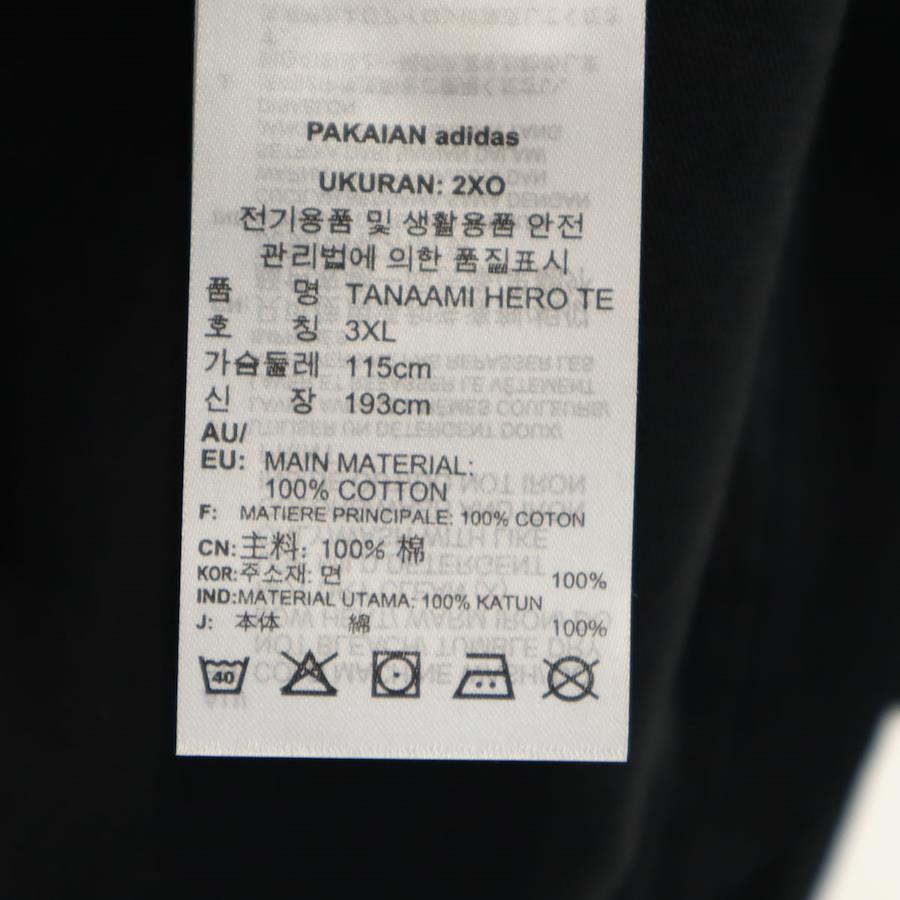 PAKAIAN adidas
UKURAN: 2XO
전기용품 및 생활용품 안전
관리법에 의한 품질표시
품 명 TANAAMI HERO TE
호 칭 3XL
가슴둘레 115cm
신 장 193cm
AU/
EU: MAIN MATERIAL:
100% COTTON
F: MATIERE PRINCIPALE: 100% COTON
CN: 主料: 100% 棉
KOR:주소재: 면 100%
IND:MATERIAL UTAMA: 100% KATUN
J: 本体 綿 100%
40